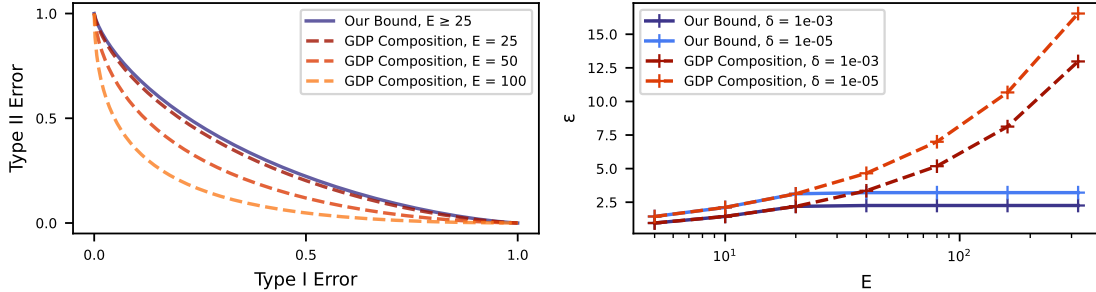 Our Bound, E ≥ 25
GDP Composition, E = 25
GDP Composition, E = 50
GDP Composition, E = 100
1.0
0.5
0.0
Type II Error
0.0
0.5
1.0
Type I Error
Our Bound, δ = 1e-03
Our Bound, δ = 1e-05
GDP Composition, δ = 1e-03
GDP Composition, δ = 1e-05
15.0
12.5
10.0
7.5
5.0
2.5
ε
10¹
10²
E